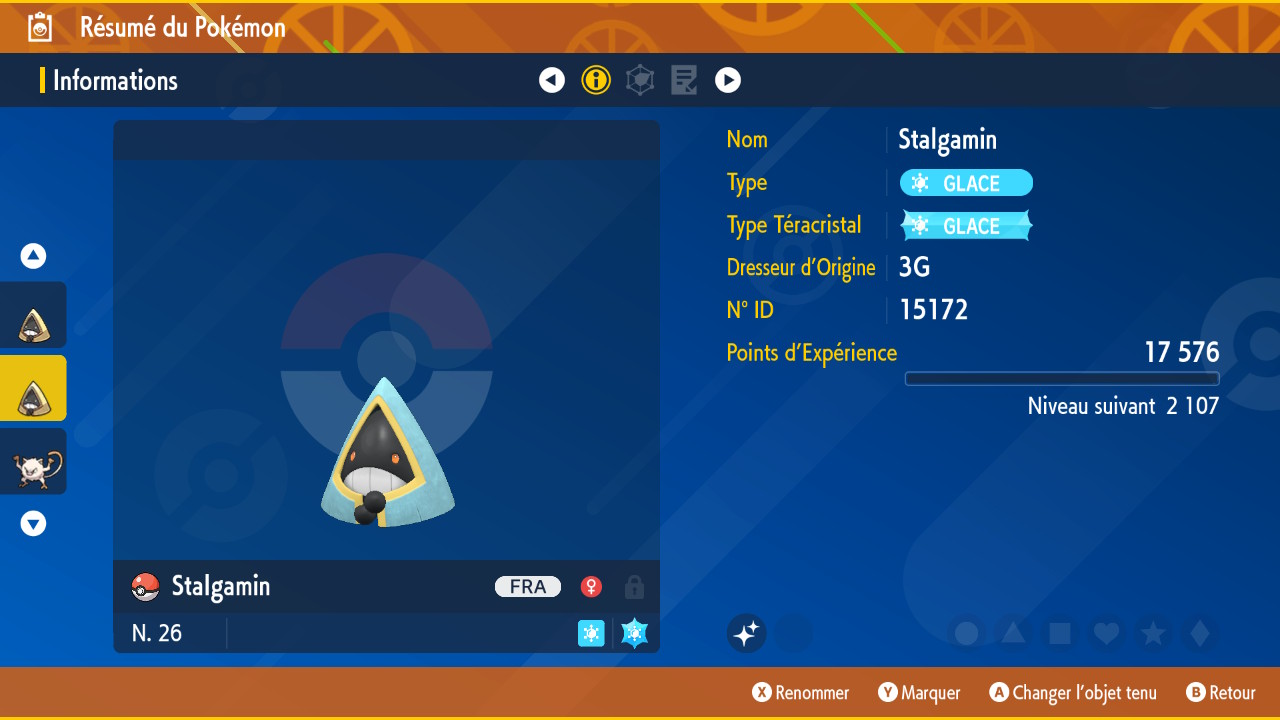 Résumé du Pokémon
Informations
Nom Stalgamin
Type GLACE
Type Téracristal GLACE
Dresseur d'Origine 3G
N° ID 15172
Points d'Expérience 17 576
Niveau suivant 2 107
Stalgamin FRA
N. 26
X Renommer Y Marquer A Changer l'objet tenu B Retour